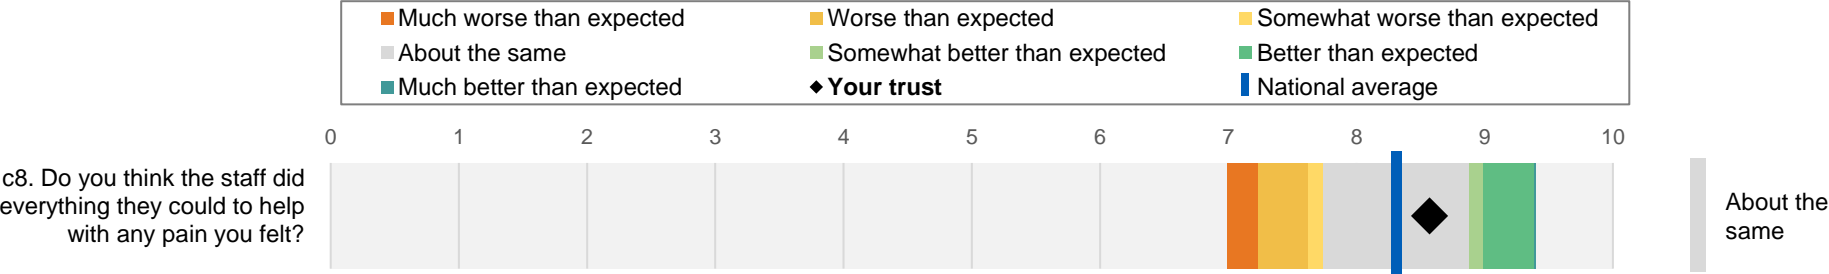 Much worse than expected Worse than expected Somewhat worse than expected
About the same Somewhat better than expected Better than expected
Much better than expected Your trust National average
0 1 2 3 4 5 6 7 8 9 10
c8. Do you think the staff did
everything they could to help
with any pain you felt?
About the
same